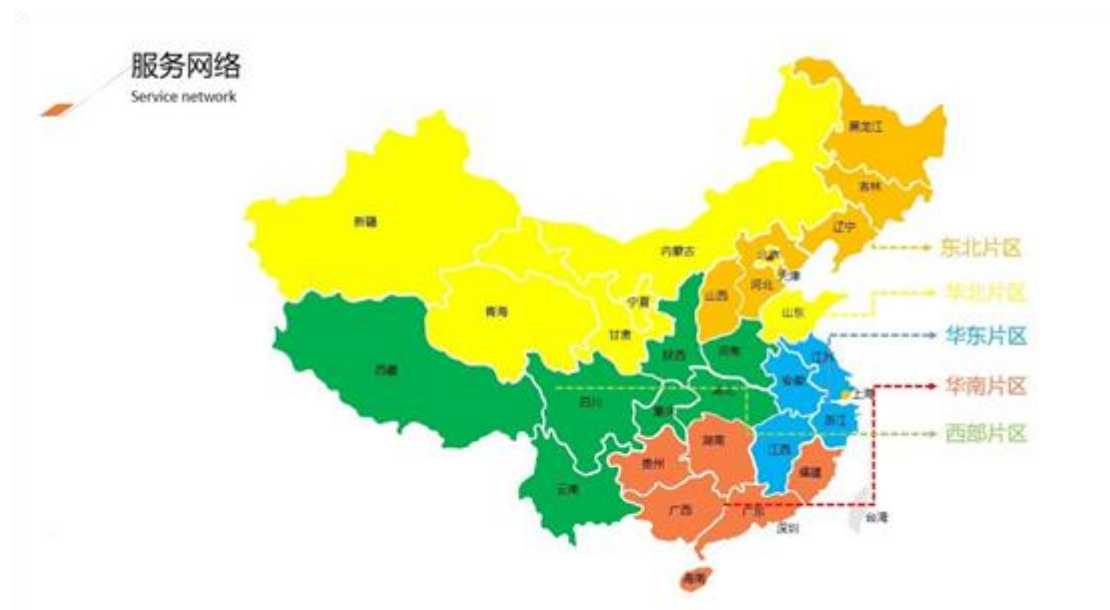 服务网络
Service network
黑龙江
吉林
辽宁
东北片区
内蒙古
北京
天津
新疆
河北
华北片区
宁夏
山西
青海
山东
甘肃
华东片区
陕西
河南
江苏
西藏
安徽
华南片区
四川
湖北
上海
重庆
浙江
西部片区
湖南
江西
贵州
福建
云南
广西
广东
台湾
深圳
海南